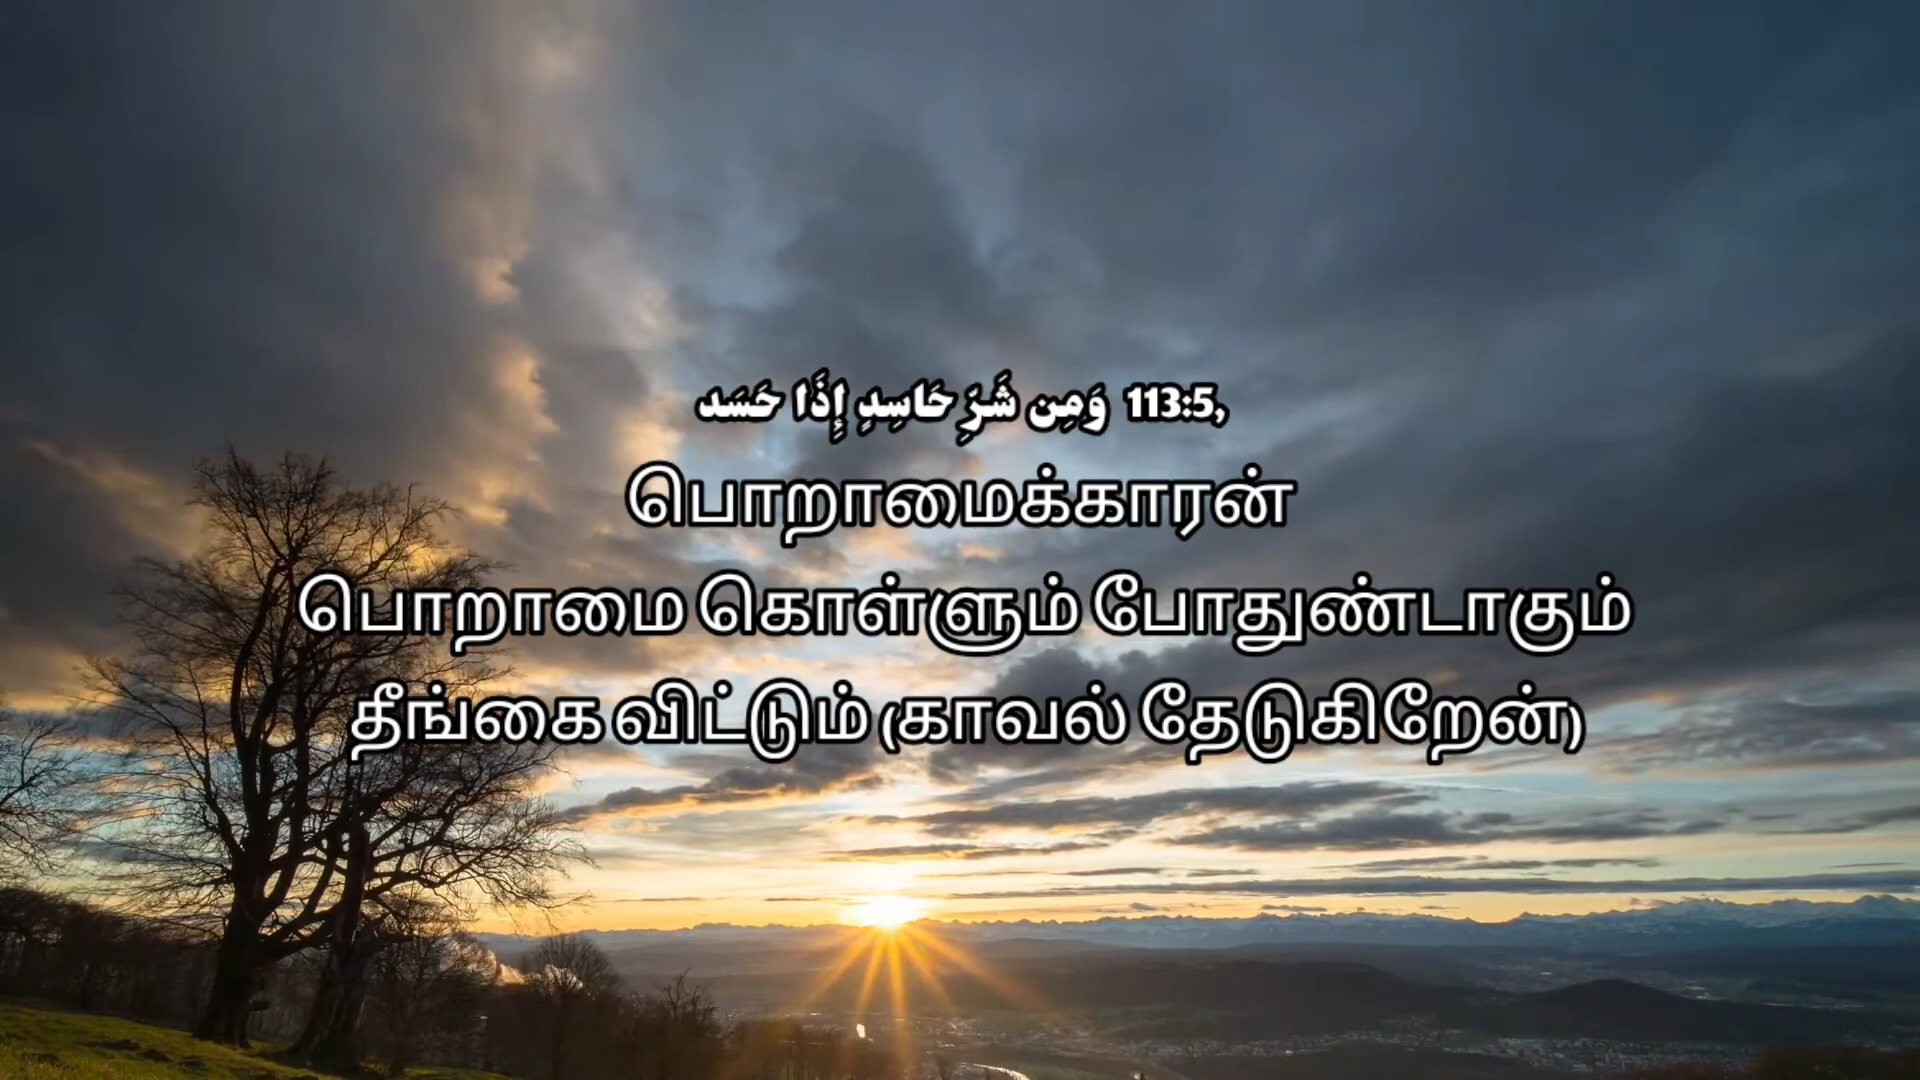 وَمِن شَرِّ حَاسِدٍ إِذَا حَسَد 113:5,
பொறாமைக்காரன்
பொறாமை கொள்ளும் போதுண்டாகும்
தீங்கை விட்டும் (காவல் தேடுகிறேன்)